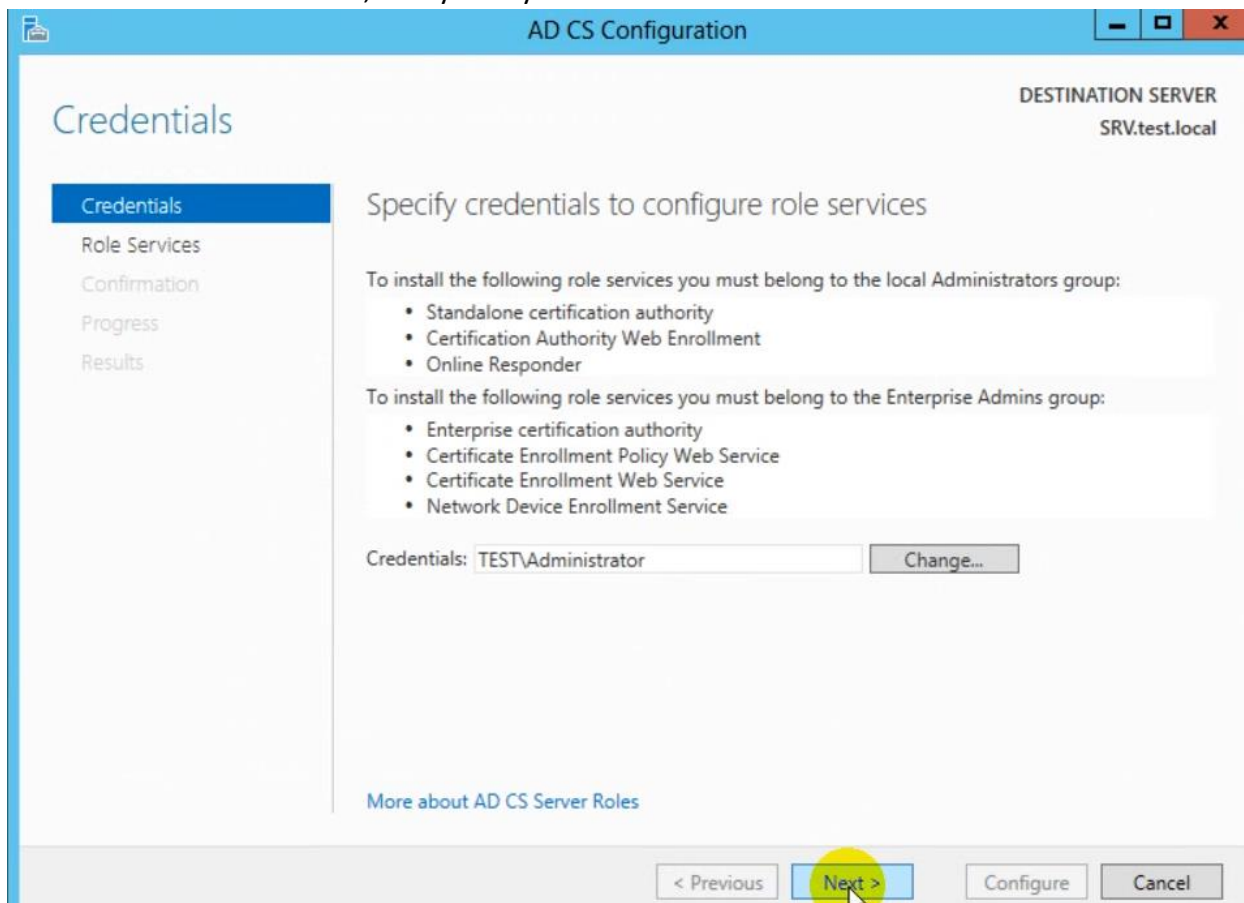 AD CS Configuration
DESTINATION SERVER
SRV.test.local
Credentials
Credentials
Role Services
Confirmation
Progress
Results
Specify credentials to configure role services
To install the following role services you must belong to the local Administrators group:
• Standalone certification authority
• Certification Authority Web Enrollment
• Online Responder
To install the following role services you must belong to the Enterprise Admins group:
• Enterprise certification authority
• Certificate Enrollment Policy Web Service
• Certificate Enrollment Web Service
• Network Device Enrollment Service
Credentials: TEST\Administrator Change...
More about AD CS Server Roles
< Previous Next > Configure Cancel